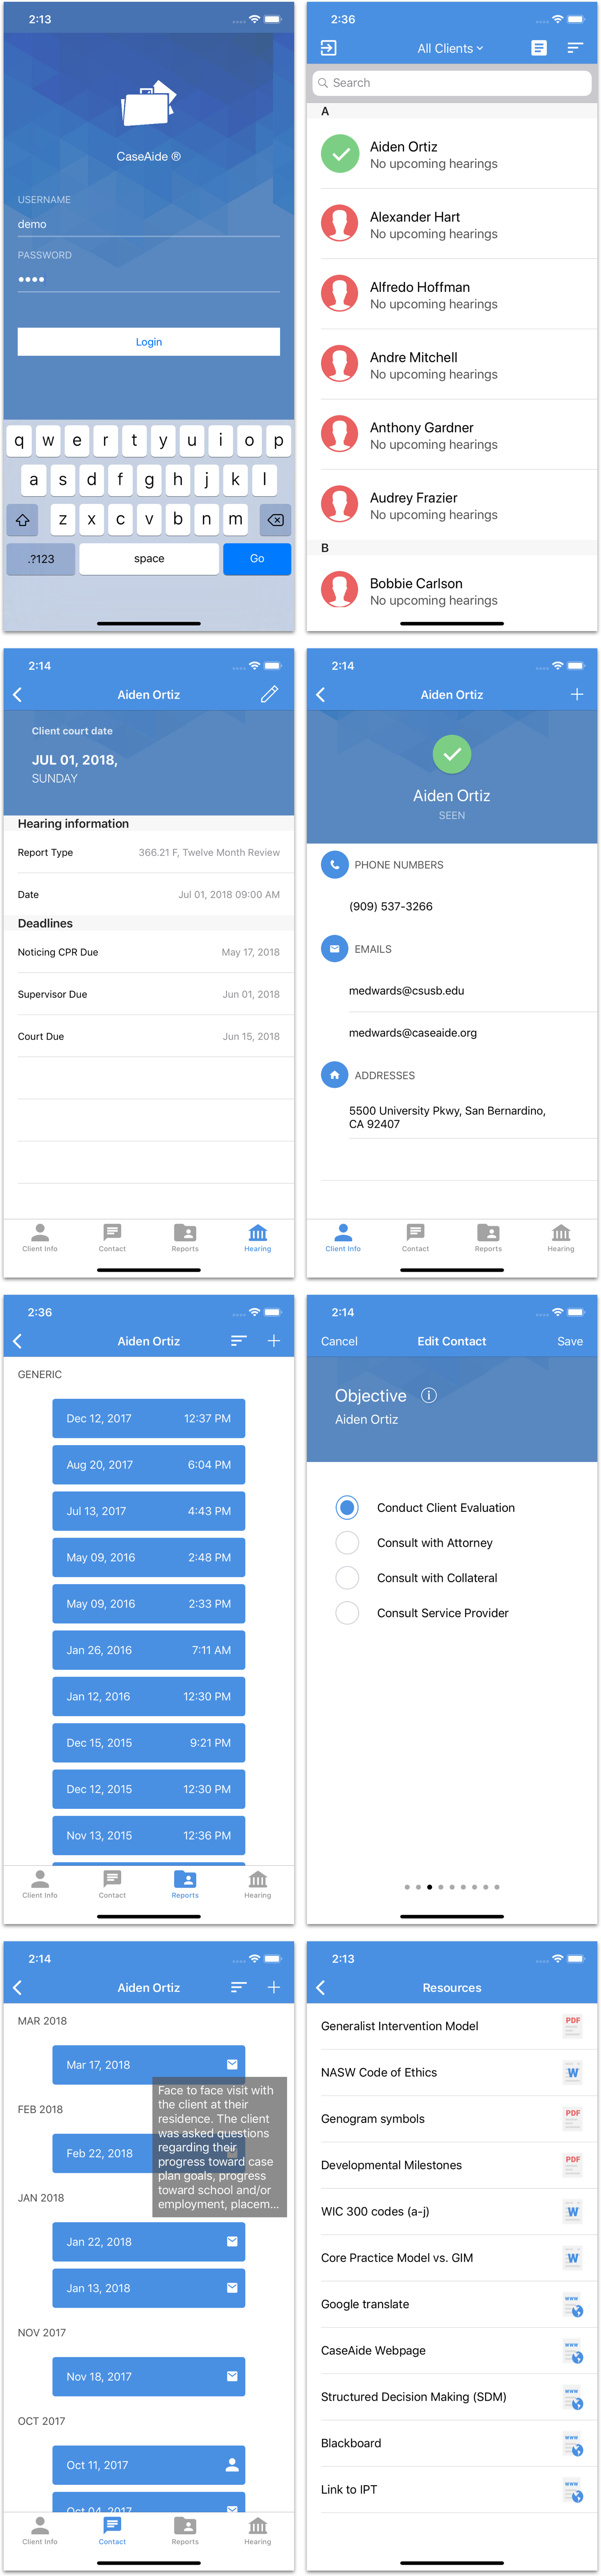 2:13
CaseAide ®
USERNAME
demo
PASSWORD
Login
q w e r t y u i o p
a s d f g h j k l
z x c v b n m
.?123 space Go
2:36
All Clients
Search
A
Aiden Ortiz
No upcoming hearings
Alexander Hart
No upcoming hearings
Alfredo Hoffman
No upcoming hearings
Andre Mitchell
No upcoming hearings
Anthony Gardner
No upcoming hearings
Audrey Frazier
No upcoming hearings
B
Bobbie Carlson
No upcoming hearings
2:14
Aiden Ortiz
Client court date
JUL 01, 2018,
SUNDAY
Hearing information
Report Type 366.21 F, Twelve Month Review
Date Jul 01, 2018 09:00 AM
Deadlines
Noticing CPR Due May 17, 2018
Supervisor Due Jun 01, 2018
Court Due Jun 15, 2018
Client Info Contact Reports Hearing
2:14
Aiden Ortiz
Aiden Ortiz
SEEN
PHONE NUMBERS
(909) 537-3266
EMAILS
medwards@csusb.edu
medwards@caseaide.org
ADDRESSES
5500 University Pkwy, San Bernardino,
CA 92407
Client Info Contact Reports Hearing
2:36
Aiden Ortiz
GENERIC
Dec 12, 2017 12:37 PM
Aug 20, 2017 6:04 PM
Jul 13, 2017 4:43 PM
May 09, 2016 2:48 PM
May 09, 2016 2:33 PM
Jan 26, 2016 7:11 AM
Jan 12, 2016 12:30 PM
Dec 15, 2015 9:21 PM
Dec 12, 2015 12:30 PM
Nov 13, 2015 12:36 PM
Client Info Contact Reports Hearing
2:14
Cancel Edit Contact Save
Objective i
Aiden Ortiz
Conduct Client Evaluation
Consult with Attorney
Consult with Collateral
Consult Service Provider
2:14
Aiden Ortiz
MAR 2018
Mar 17, 2018
Face to face visit with
the client at their
residence. The client
was asked questions
regarding their
progress toward case
plan goals, progress
toward school and/or
employment, placem...
FEB 2018
Feb 22, 2018
JAN 2018
Jan 22, 2018
Jan 13, 2018
NOV 2017
Nov 18, 2017
OCT 2017
Oct 11, 2017
Oct 04, 2017
Client Info Contact Reports Hearing
2:13
Resources
Generalist Intervention Model PDF
NASW Code of Ethics W
Genogram symbols PDF
Developmental Milestones PDF
WIC 300 codes (a-j) W
Core Practice Model vs. GIM W
Google translate www
CaseAide Webpage www
Structured Decision Making (SDM) www
Blackboard www
Link to IPT www